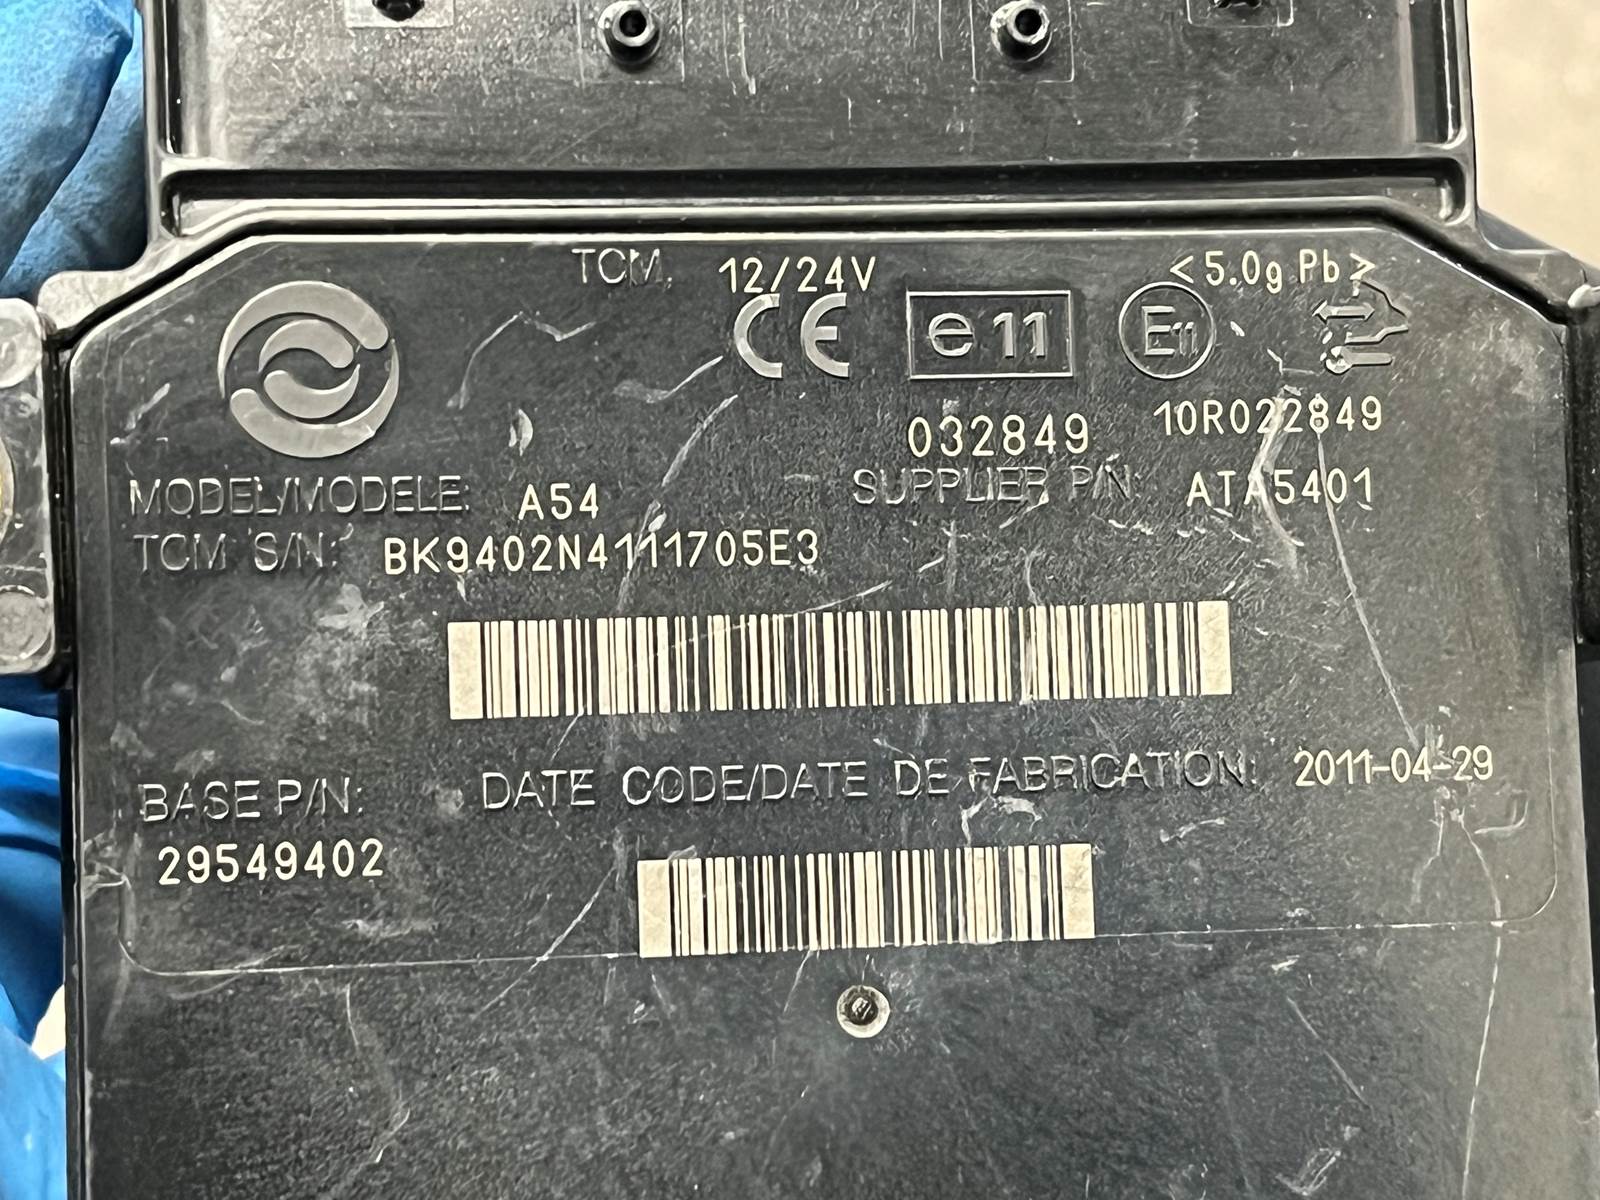 TCM, 12/24V <5.0g Pb>
CE e11 E11
032849 10R022849
MODEL/MODELE: A54 SUPPLIER P/N: ATA5401
TCM S/N: BK9402N4111705E3
BASE P/N: DATE CODE/DATE DE FABRICATION: 2011-04-29
29549402